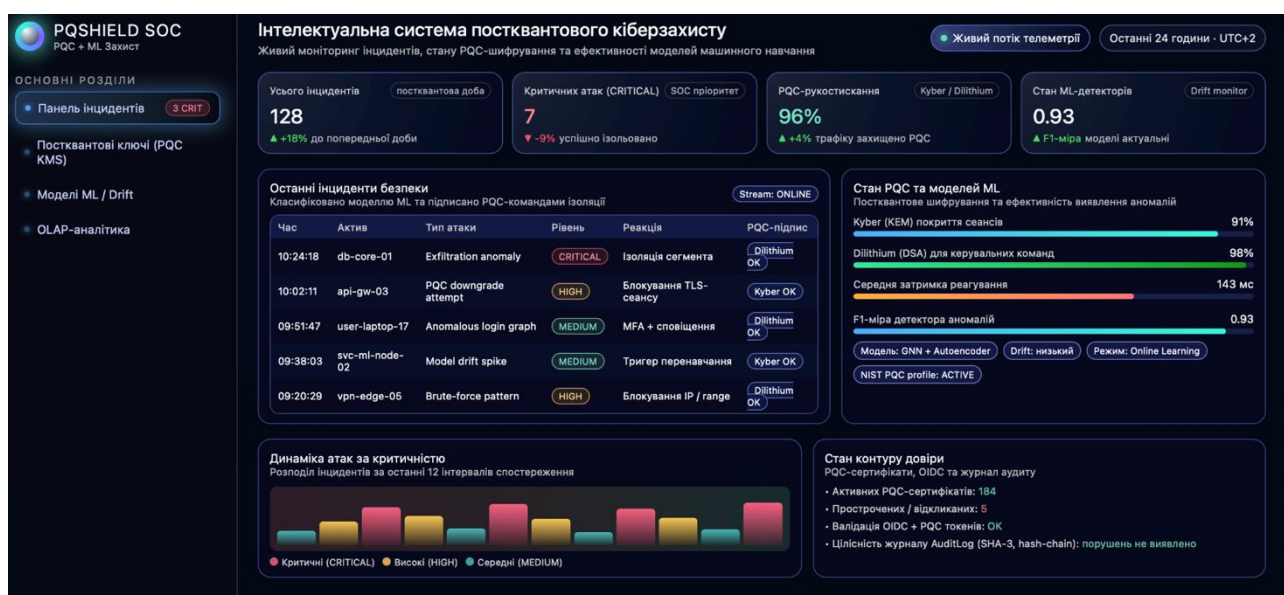 PQSHIELD SOC
PQC + ML Захист
ОСНОВНІ РОЗДІЛИ
Панель інцидентів
3 CRIT
Постквантові ключі (PQC
KMS)
Моделі ML / Drift
OLAP-аналітика
Інтелектуальна система постквантового кіберзахисту
Живий моніторинг інцидентів, стану PQC-шифрування та ефективності моделей машинного навчання
Живий потік телеметрії
Останні 24 години · UTC+2
Усього інцидентів
постквантова доба
128
▲ +18% до попередньої доби
Критичних атак (CRITICAL)
SOC пріоритет
7
▼ -9% успішно ізольовано
PQC-рукостискання
Kyber / Dilithium
96%
▲ +4% трафіку захищено PQC
Стан ML-детекторів
Drift monitor
0.93
▲ F1-міра моделі актуальні
Останні інциденти безпеки
Класифіковано моделлю ML та підписано PQC-командами ізоляції
Stream: ONLINE
Час Актив Тип атаки Рівень Реакція PQC-підпис
10:24:18 db-core-01 Exfiltration anomaly CRITICAL Ізоляція сегмента Dilithium
OK
10:02:11 api-gw-03 PQC downgrade
attempt HIGH Блокування TLS-
сеансу Kyber OK
09:51:47 user-laptop-17 Anomalous login graph MEDIUM MFA + сповіщення Dilithium
OK
09:38:03 svc-ml-node-
02 Model drift spike MEDIUM Тригер перенавчання Kyber OK
09:20:29 vpn-edge-05 Brute-force pattern HIGH Блокування IP / range Dilithium
OK
Стан PQC та моделей ML
Постквантове шифрування та ефективність виявлення аномалій
Kyber (KEM) покриття сеансів 91%
Dilithium (DSA) для керувальних команд 98%
Середня затримка реагування 143 мс
F1-міра детектора аномалій 0.93
Модель: GNN + Autoencoder
Drift: низький
Режим: Online Learning
NIST PQC profile: ACTIVE
Динаміка атак за критичністю
Розподіл інцидентів за останні 12 інтервалів спостереження
Критичні (CRITICAL) Високі (HIGH) Середні (MEDIUM)
Стан контуру довіри
PQC-сертифікати, OIDC та журнал аудиту
• Активних PQC-сертифікатів: 184
• Прострочених / відкликаних: 5
• Валідація OIDC + PQC токенів: OK
• Цілісність журналу AuditLog (SHA-3, hash-chain): порушень не виявлено